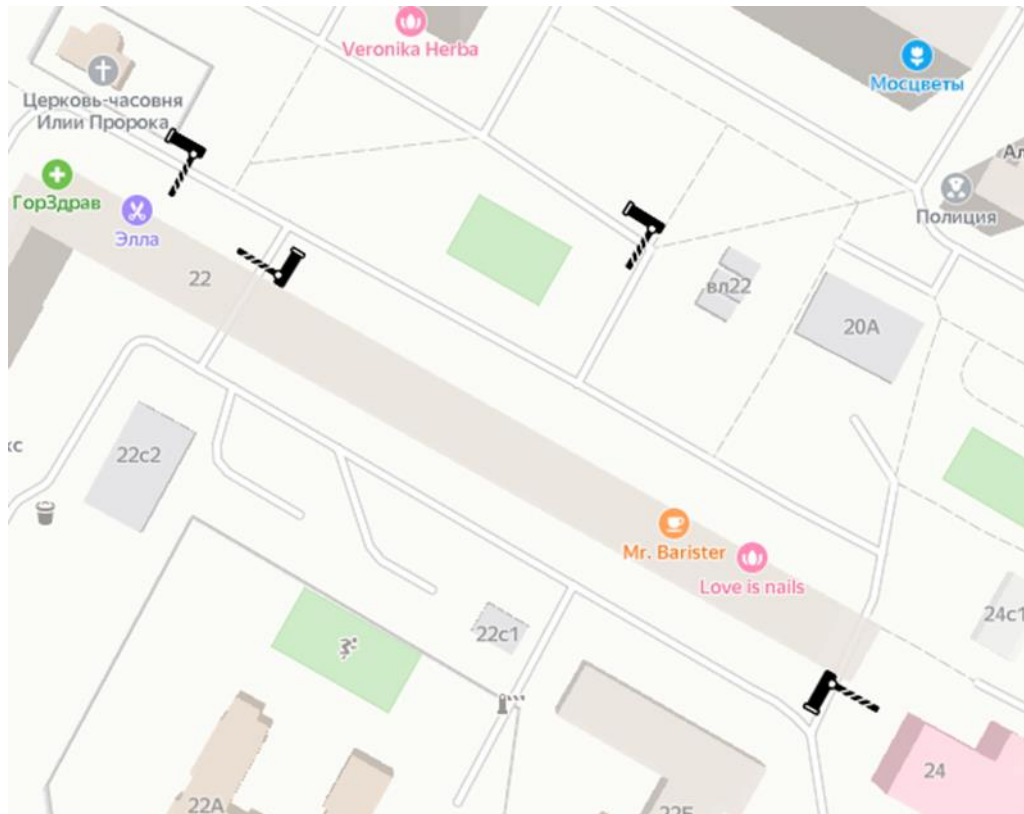 Veronika Herba
Мосцветы
Церковь-часовня
Илии Пророка
ГорЗдрав
Элла
Полиция
22
вл22
20А
22с2
Mr. Barister
Love is nails
22с1
24с1
24
22А